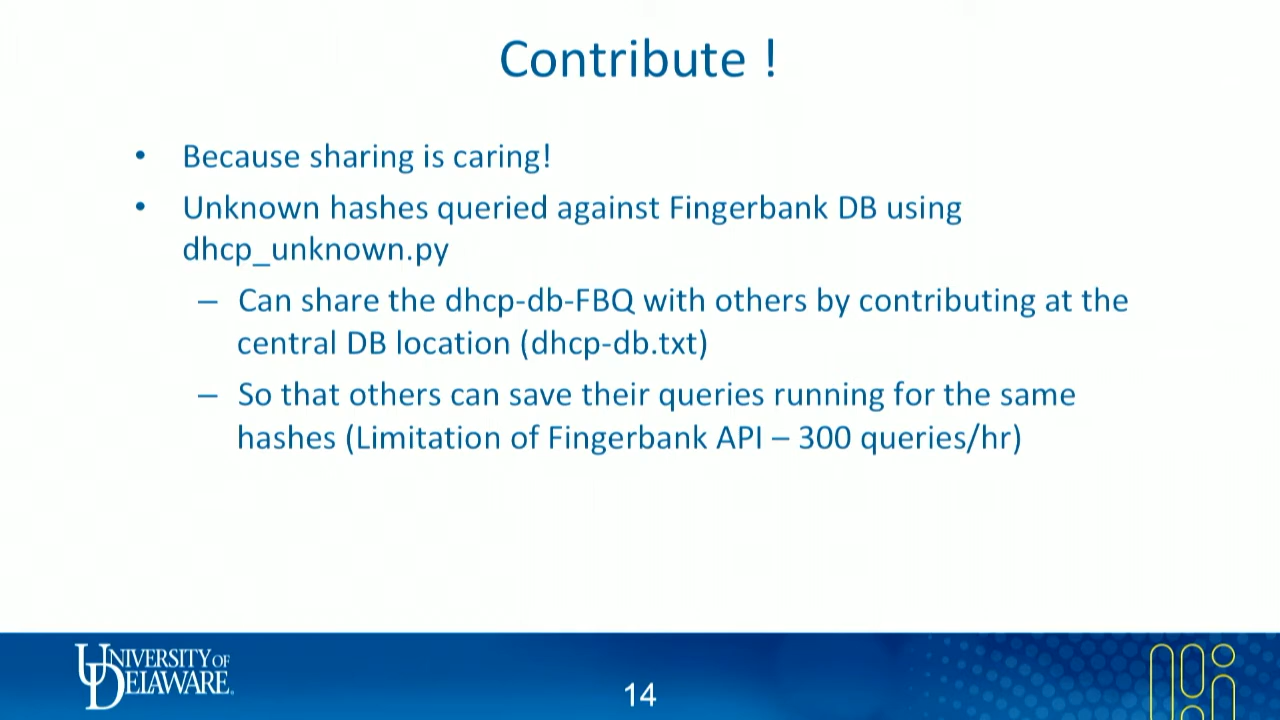 Contribute !
• Because sharing is caring!
• Unknown hashes queried against Fingerbank DB using
dhcp_unknown.py
– Can share the dhcp-db-FBQ with others by contributing at the
central DB location (dhcp-db.txt)
– So that others can save their queries running for the same
hashes (Limitation of Fingerbank API – 300 queries/hr)
UNIVERSITY OF
DELAWARE.
14